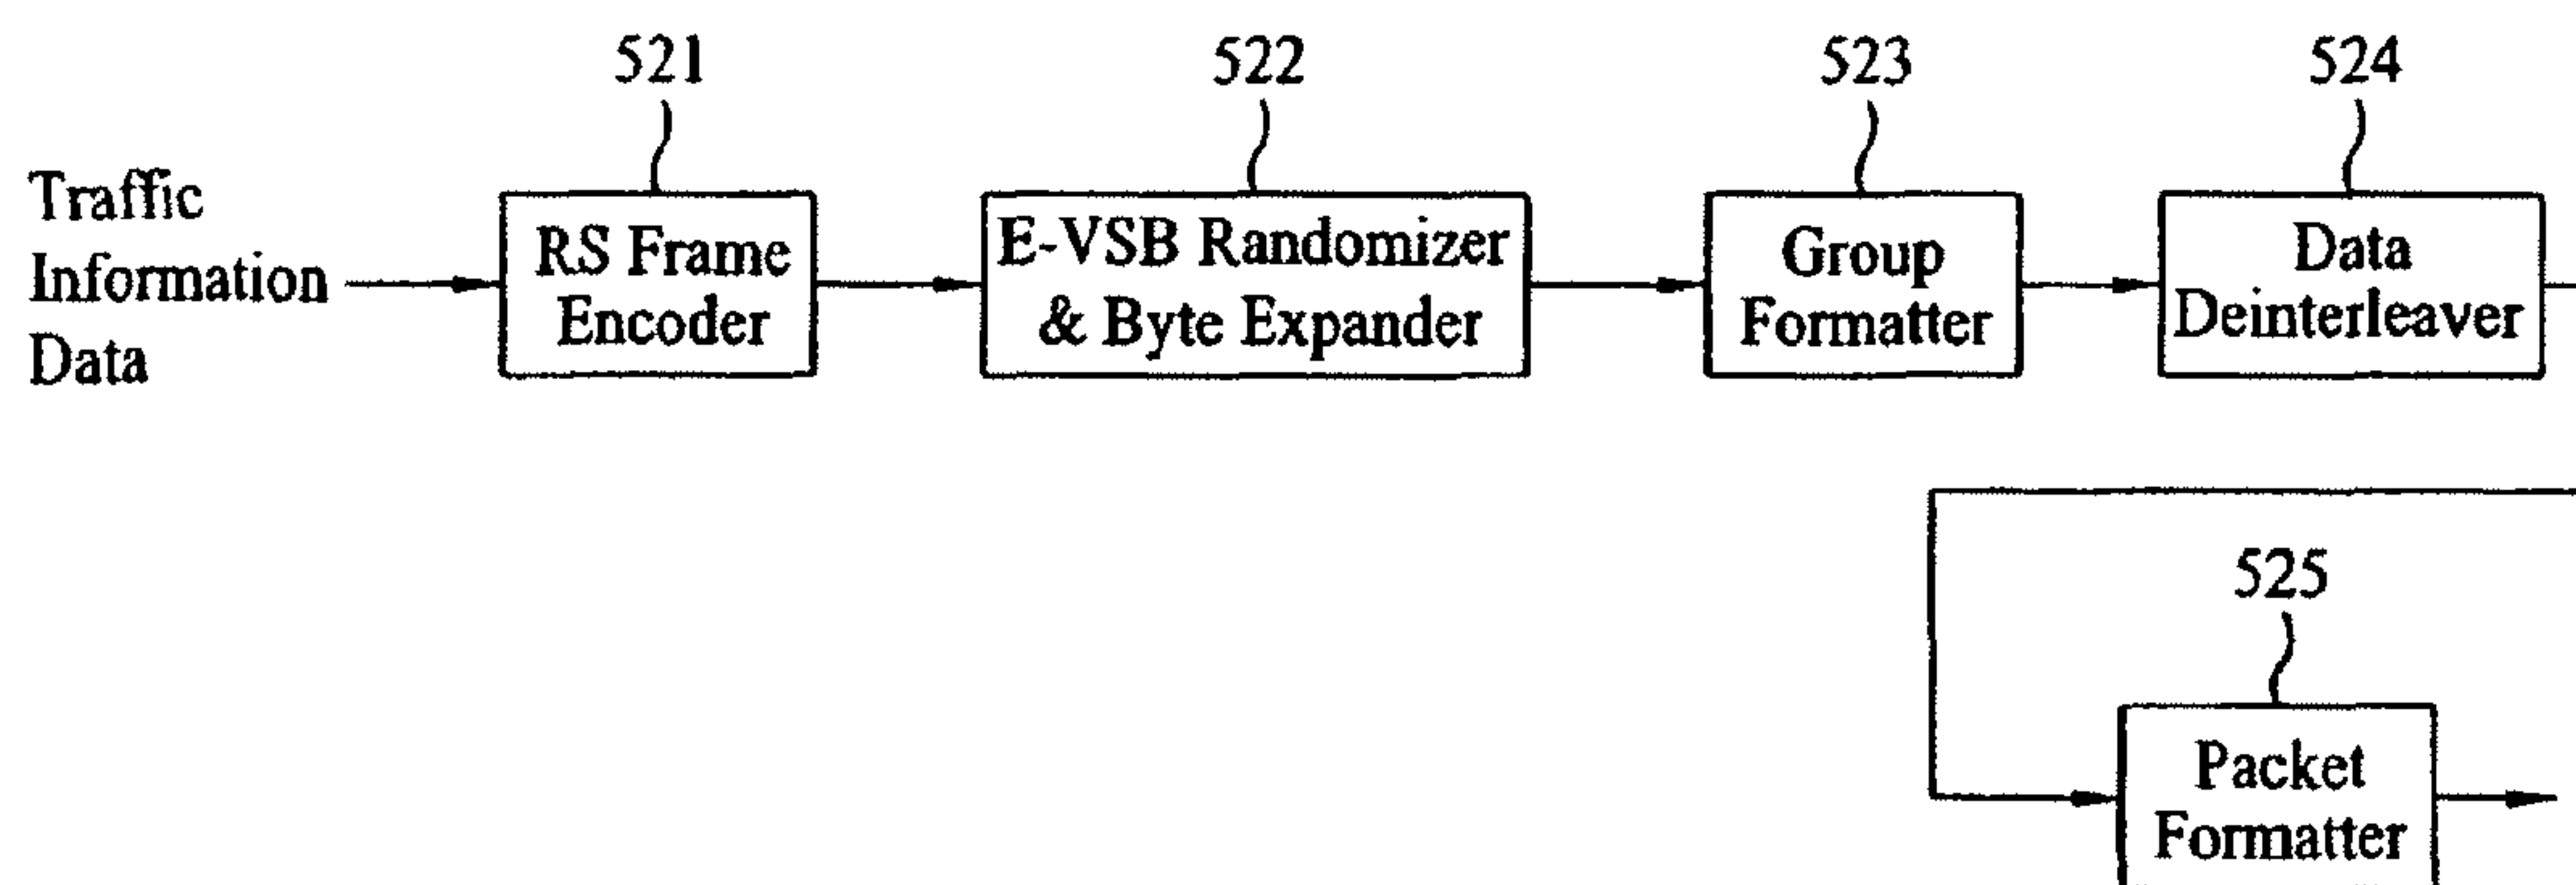 521
522
523
524
Traffic
Information
Data
RS Frame
Encoder
E-VSB Randomizer
& Byte Expander
Group
Formatter
Data
Deinterleaver
525
Packet
Formatter